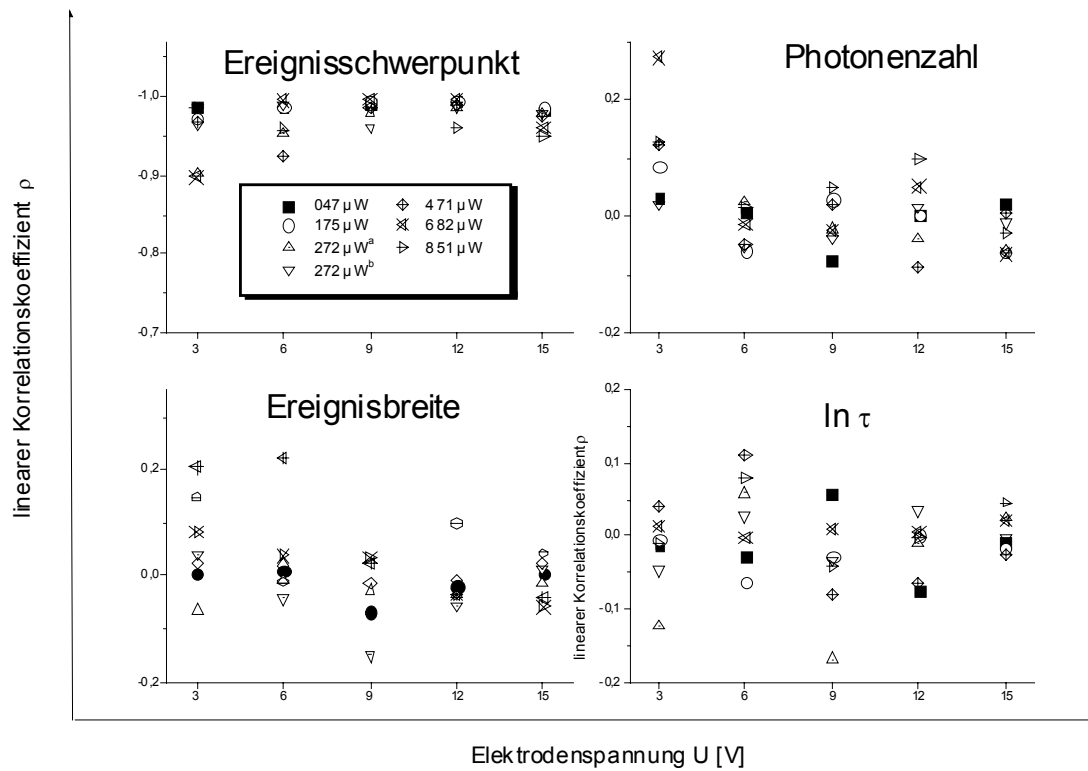 linearer Korrelationskoeffizient ρ
Ereignisschwerpunkt
-1,0
-0,9
-0,8
-0,7
3 6 9 12 15
047 µW
175 µW
272 µWᵃ
272 µWᵇ
471 µW
682 µW
851 µW
Photonenzahl
0,2
0,0
-0,2
3 6 9 12 15
Ereignisbreite
0,2
0,0
-0,2
3 6 9 12 15
ln τ
linearer Korrelationskoeffizient ρ
0,2
0,1
0,0
-0,1
-0,2
3 6 9 12 15
Elektrodenspannung U [V]